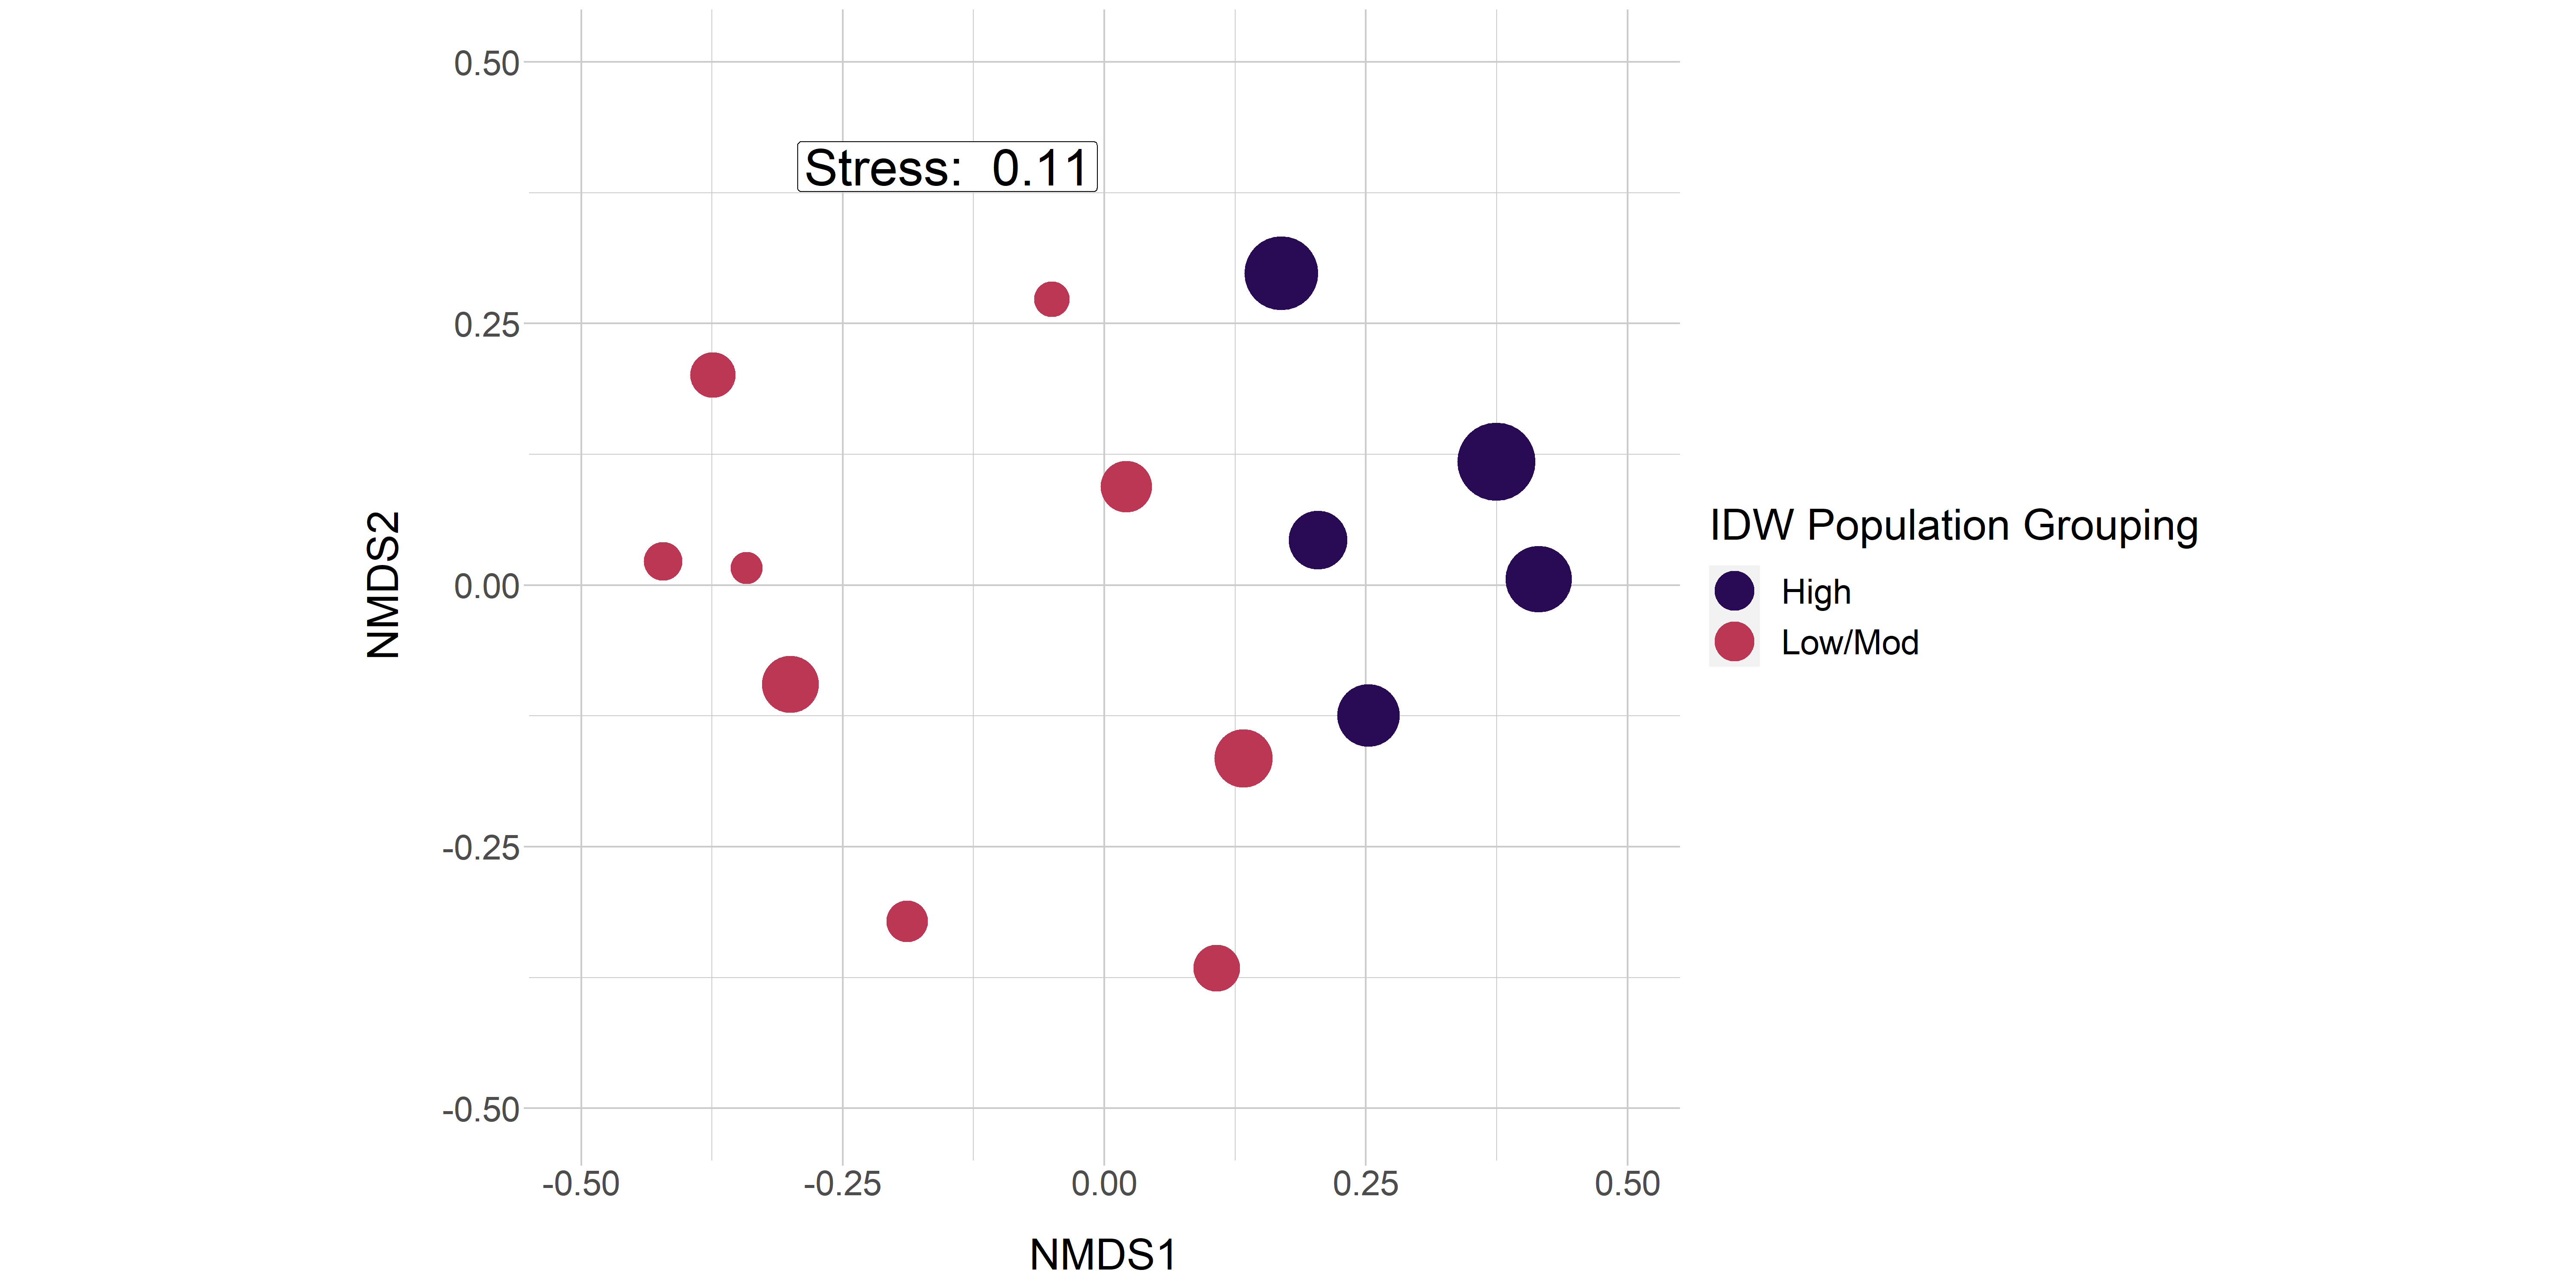 0.50
Stress:  0.11
0.25
0.00
-0.25
-0.50
NMDS2
-0.50 -0.25 0.00 0.25 0.50
NMDS1
IDW Population Grouping
High
Low/Mod